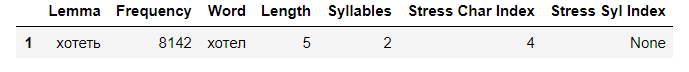 Lemma Frequency Word Length Syllables Stress Char Index Stress Syl Index
1 хотеть 8142 хотел 5 2 4 None